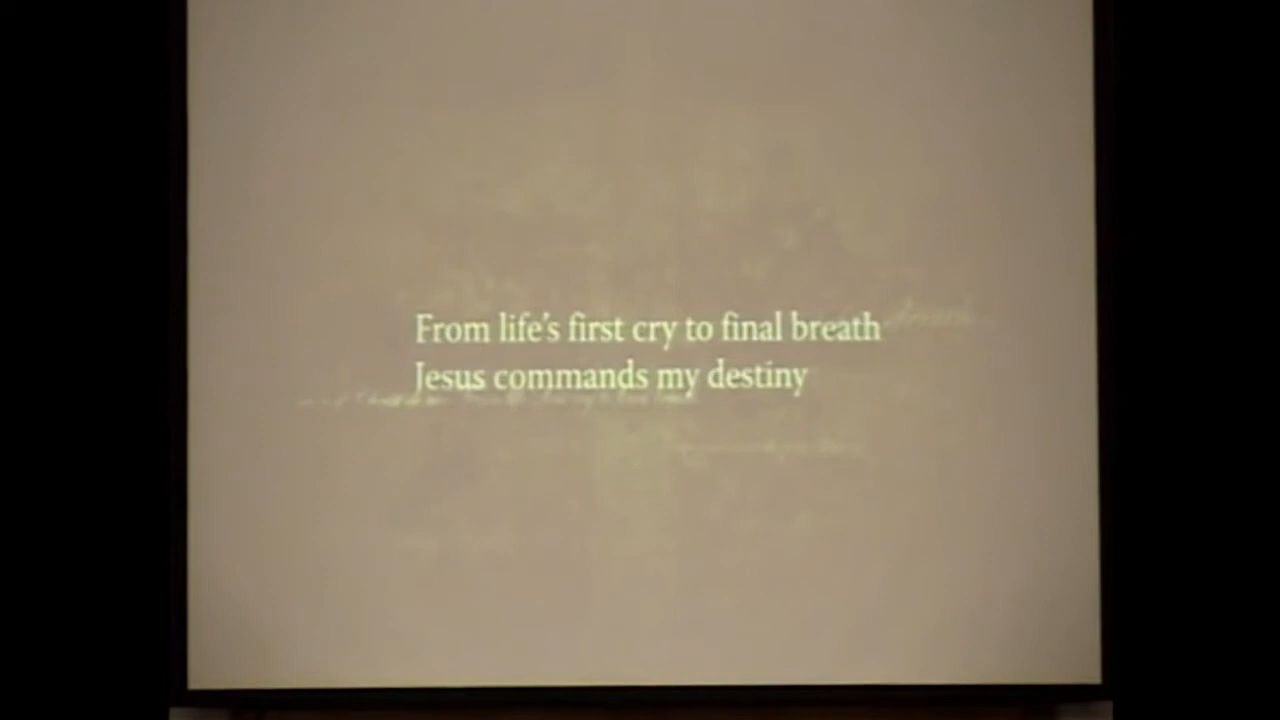 From life's first cry to final breath
Jesus commands my destiny